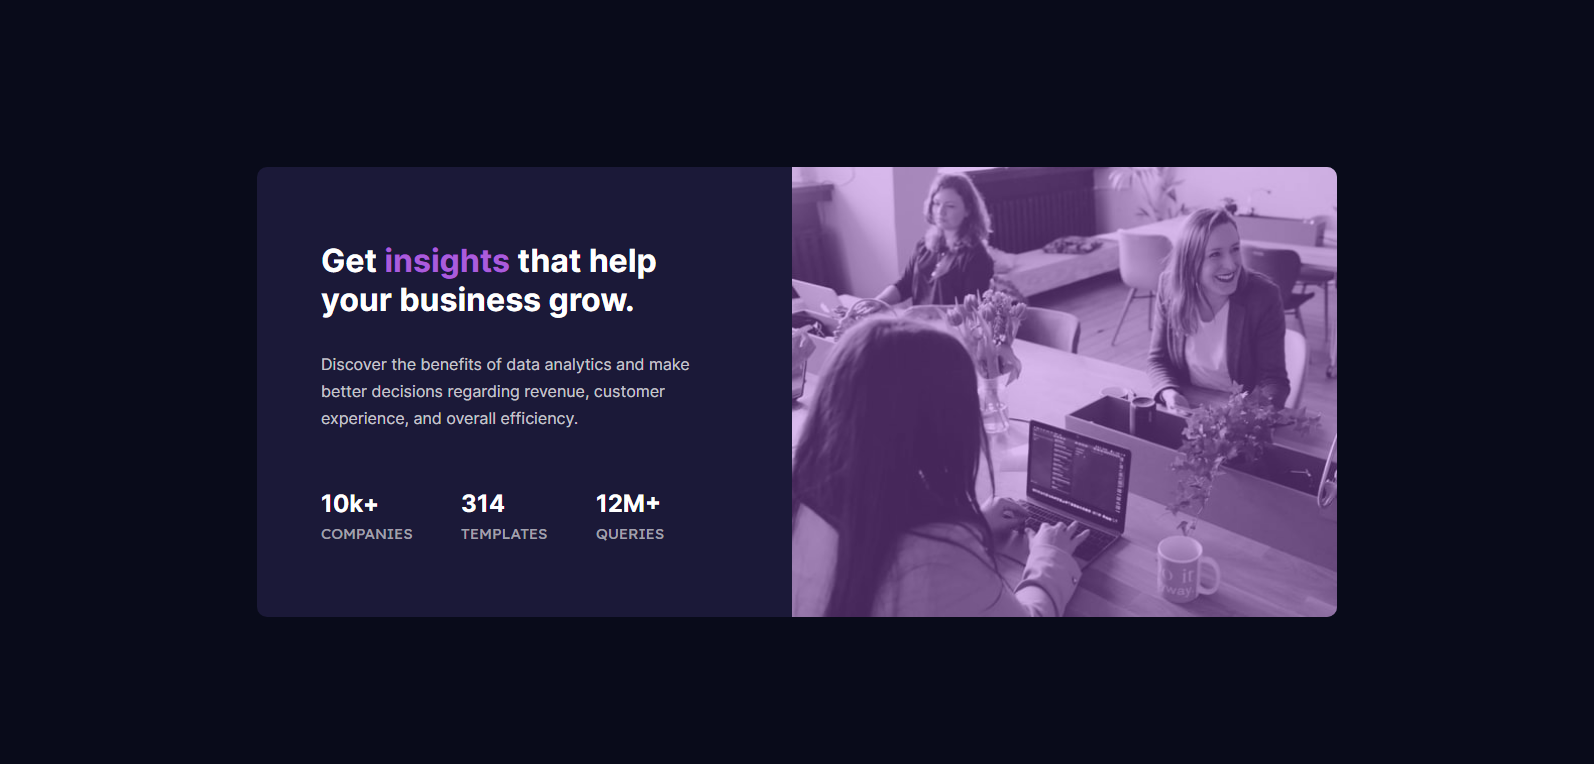 Get insights that help
your business grow.
Discover the benefits of data analytics and make
better decisions regarding revenue, customer
experience, and overall efficiency.
10k+ 314 12M+
COMPANIES TEMPLATES QUERIES